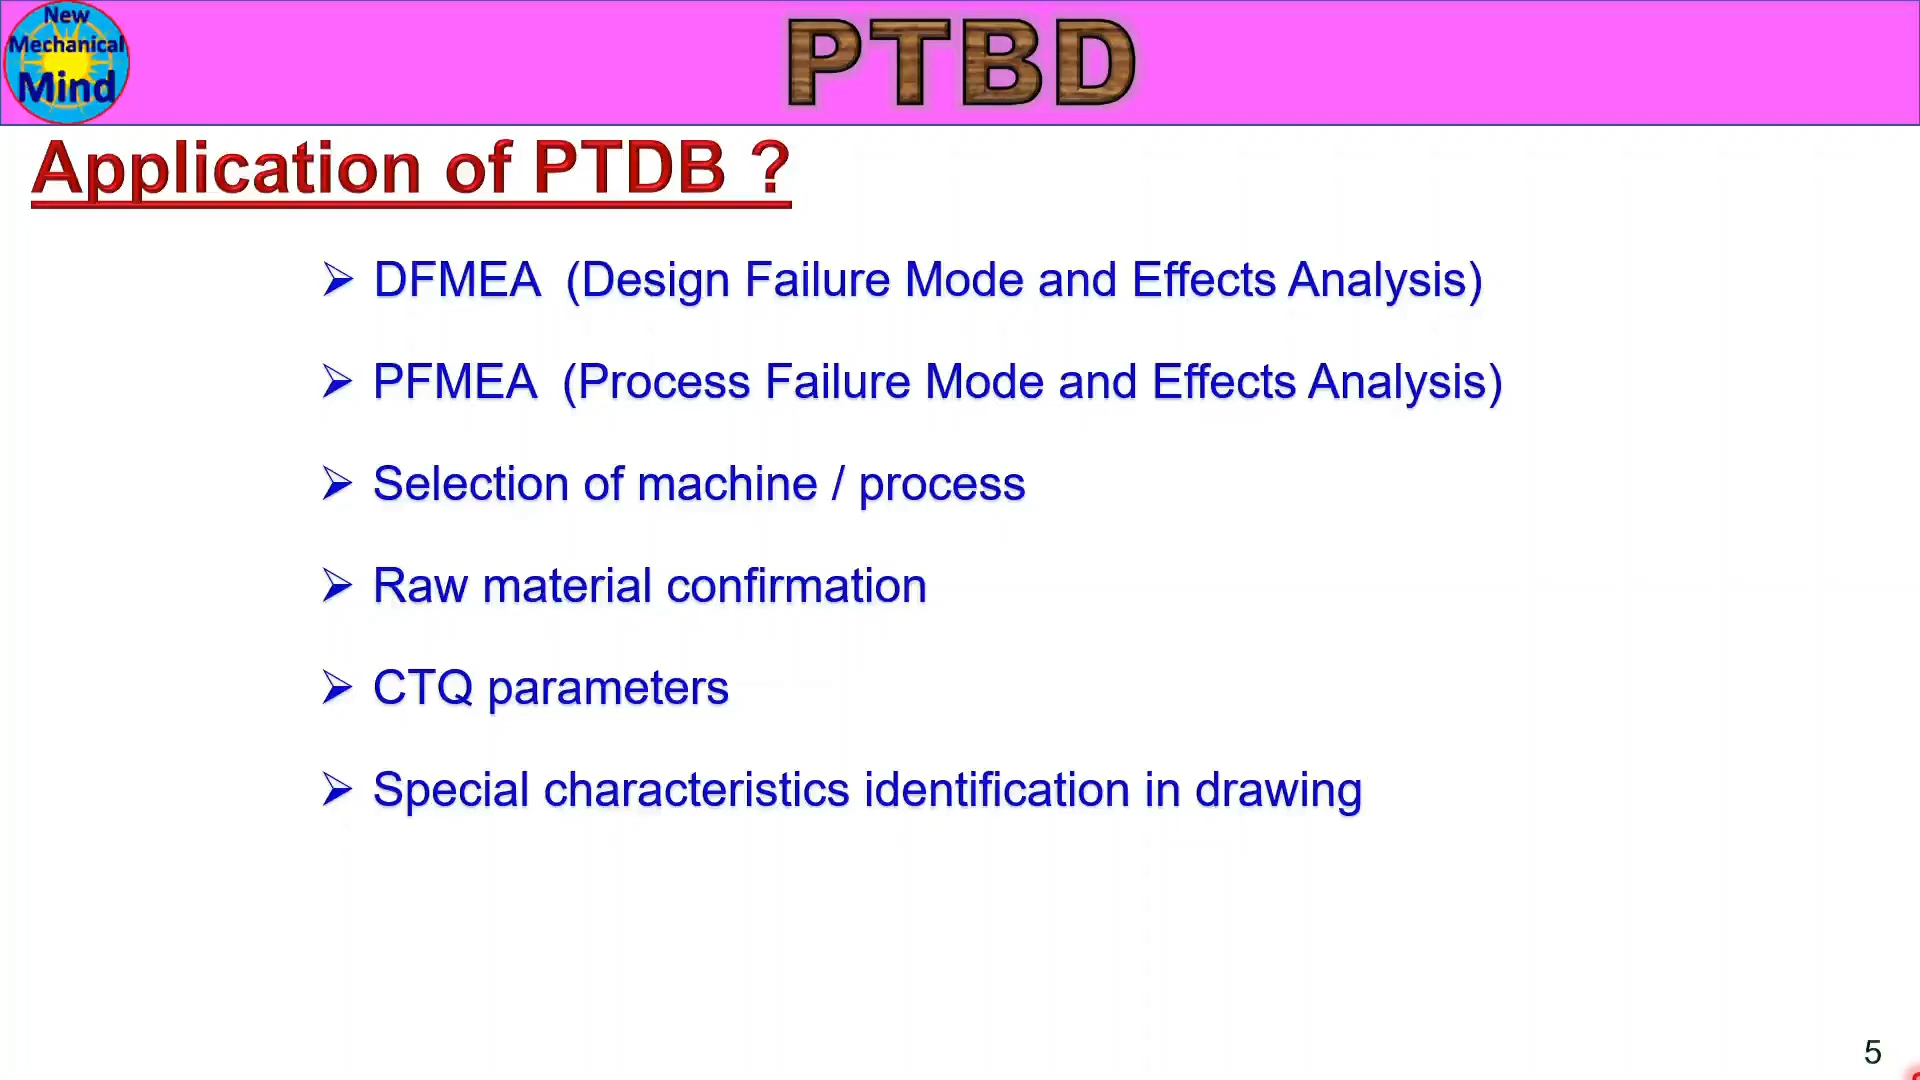 New
Mechanical
Mind
PTBD
Application of PTDB ?
➢ DFMEA (Design Failure Mode and Effects Analysis)
➢ PFMEA (Process Failure Mode and Effects Analysis)
➢ Selection of machine / process
➢ Raw material confirmation
➢ CTQ parameters
➢ Special characteristics identification in drawing
5